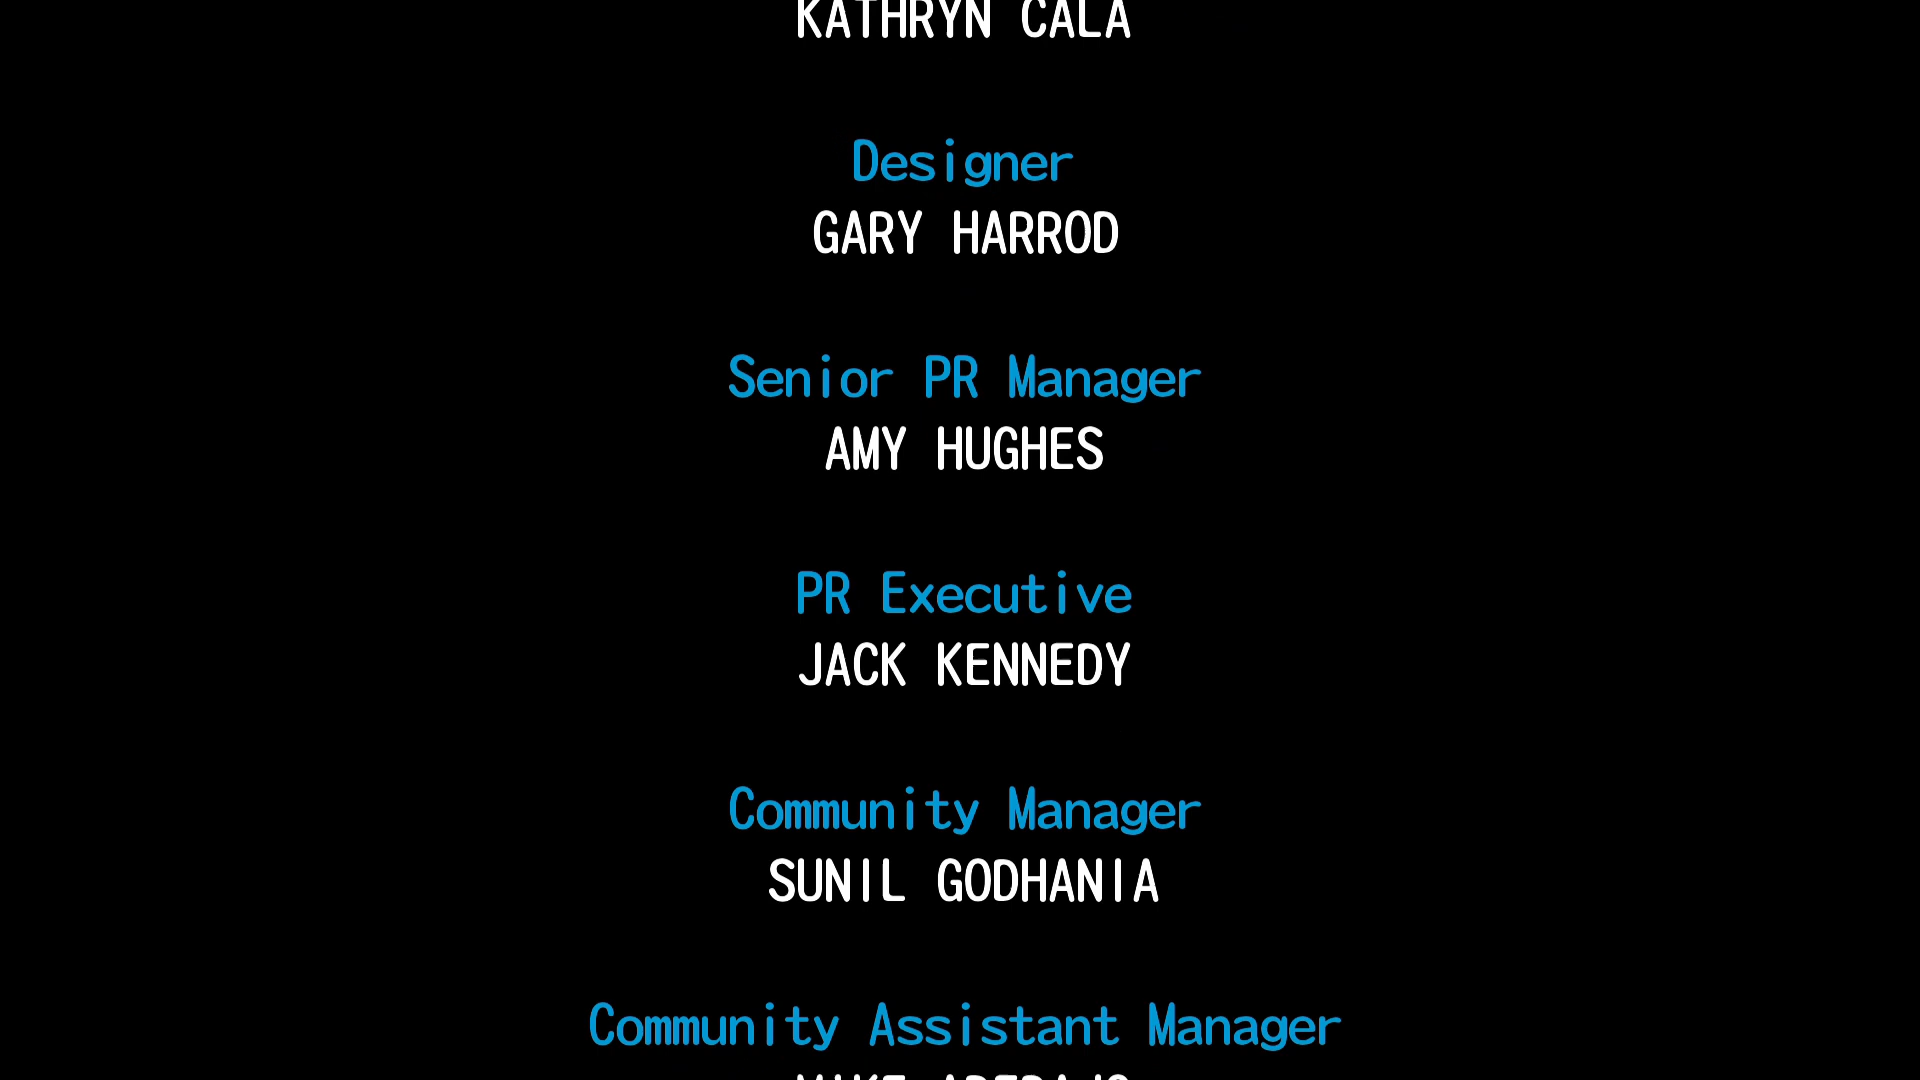 KATHRYN CALA
Designer
GARY HARROD
Senior PR Manager
AMY HUGHES
PR Executive
JACK KENNEDY
Community Manager
SUNIL GODHANIA
Community Assistant Manager